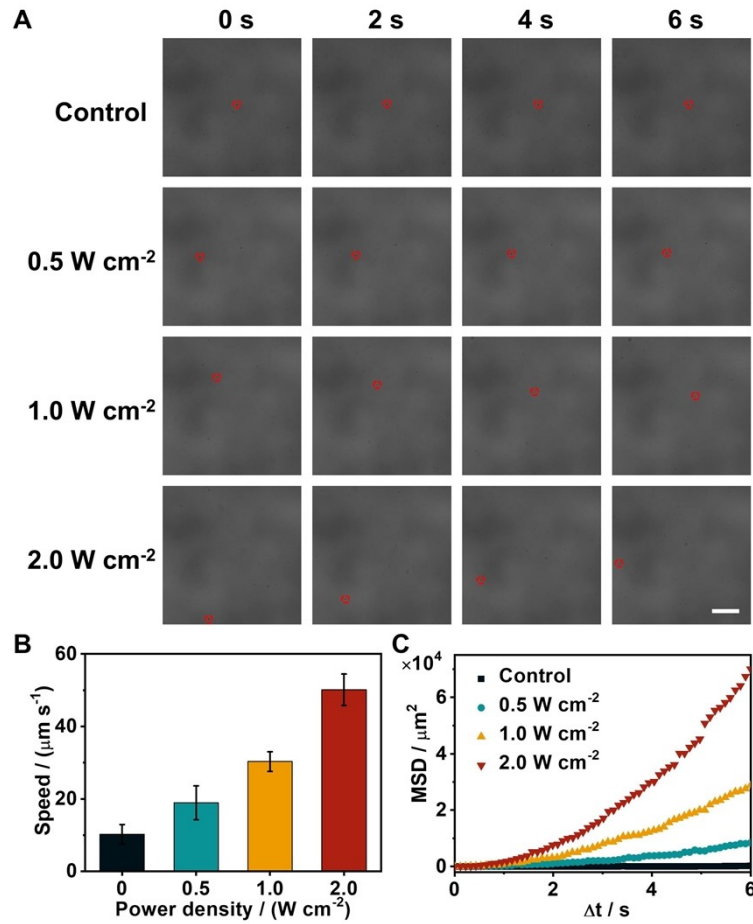 A
0 s 2 s 4 s 6 s
Control
0.5 W cm⁻²
1.0 W cm⁻²
2.0 W cm⁻²
B
60
40
20
0
Speed / (μm s⁻¹)
0 0.5 1.0 2.0
Power density / (W cm⁻²)
C
×10⁴
6
4
2
0
MSD / μm²
Control
0.5 W cm⁻²
1.0 W cm⁻²
2.0 W cm⁻²
0 2 4 6
Δt / s